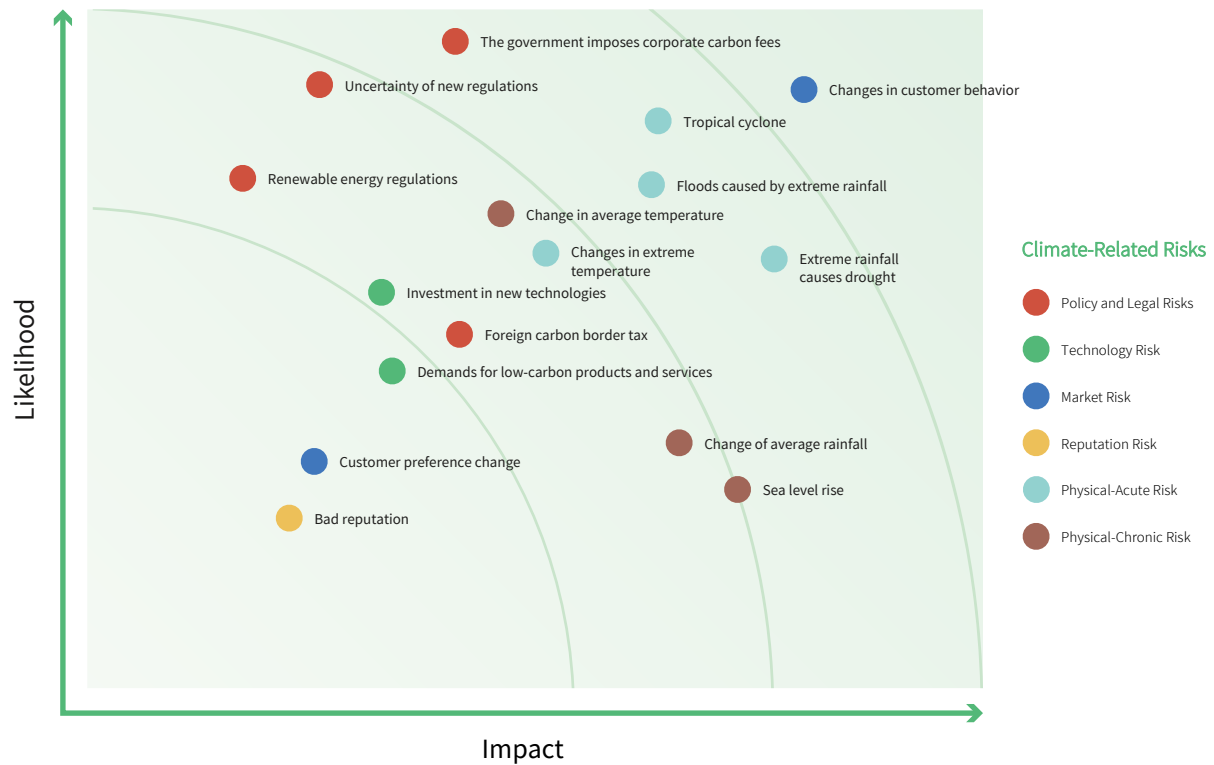 The government imposes corporate carbon fees
Uncertainty of new regulations
Changes in customer behavior
Tropical cyclone
Renewable energy regulations
Floods caused by extreme rainfall
Change in average temperature
Changes in extreme
temperature
Extreme rainfall
causes drought
Investment in new technologies
Foreign carbon border tax
Demands for low-carbon products and services
Change of average rainfall
Customer preference change
Sea level rise
Bad reputation
Likelihood
Impact
Climate-Related Risks
Policy and Legal Risks
Technology Risk
Market Risk
Reputation Risk
Physical-Acute Risk
Physical-Chronic Risk